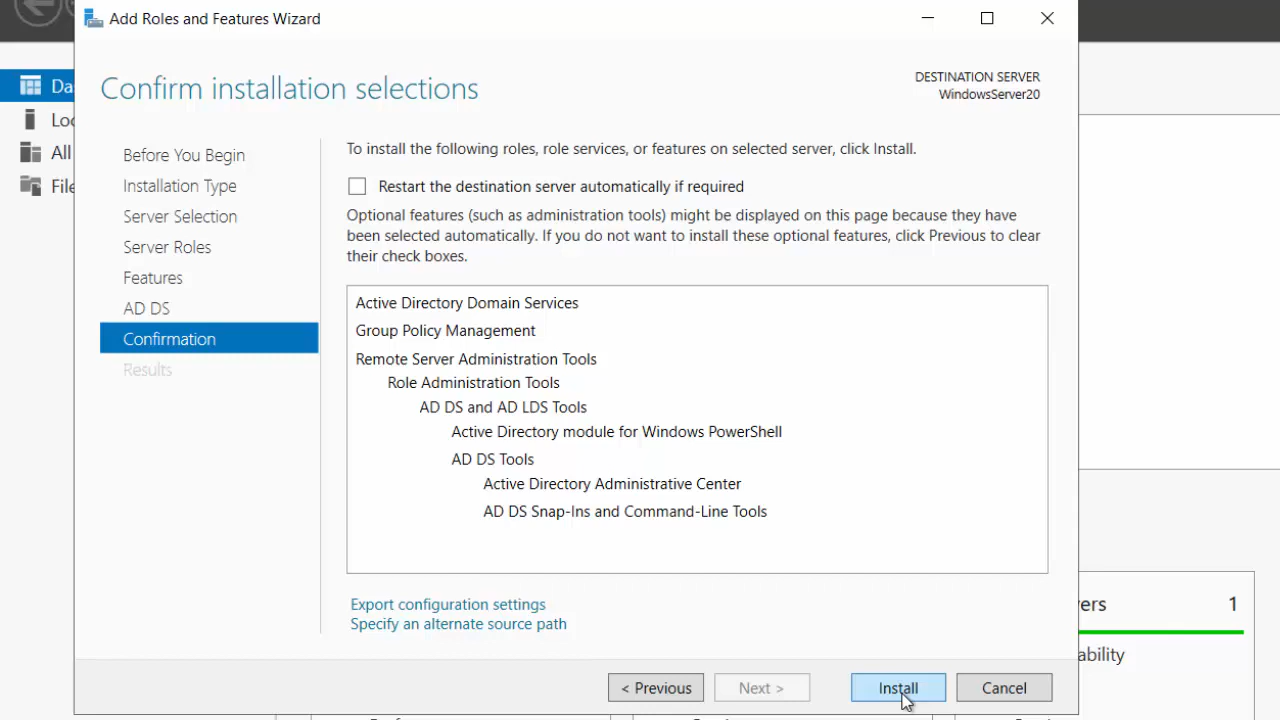 Add Roles and Features Wizard
Confirm installation selections
DESTINATION SERVER
WindowsServer20
Da
Loc
All
File
Before You Begin
Installation Type
Server Selection
Server Roles
Features
AD DS
Confirmation
Results
To install the following roles, role services, or features on selected server, click Install.
Restart the destination server automatically if required
Optional features (such as administration tools) might be displayed on this page because they have
been selected automatically. If you do not want to install these optional features, click Previous to clear
their check boxes.
Active Directory Domain Services
Group Policy Management
Remote Server Administration Tools
Role Administration Tools
AD DS and AD LDS Tools
Active Directory module for Windows PowerShell
AD DS Tools
Active Directory Administrative Center
AD DS Snap-Ins and Command-Line Tools
Export configuration settings
Specify an alternate source path
< Previous
Next >
Install
Cancel
ers 1
ability